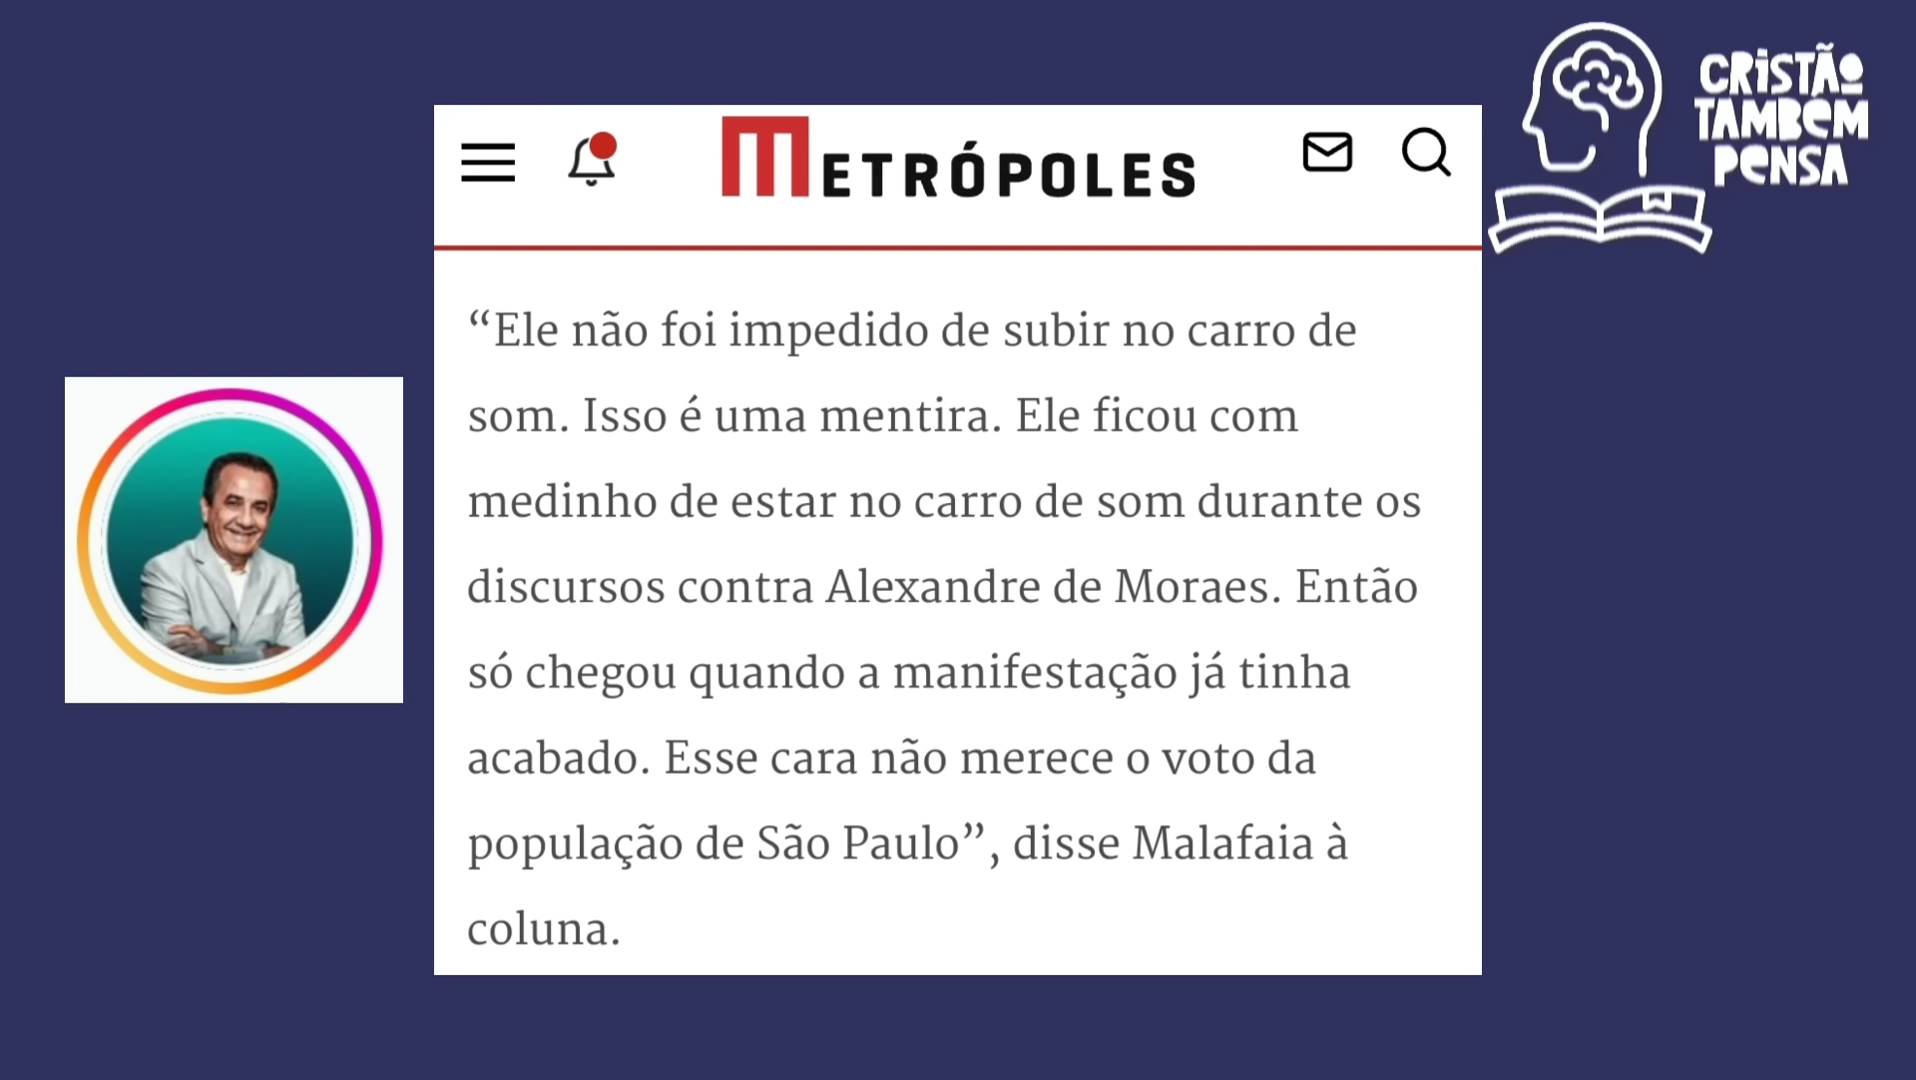 CRISTÃO
TAMBÉM
PENSA
METRÓPOLES
“Ele não foi impedido de subir no carro de
som. Isso é uma mentira. Ele ficou com
medinho de estar no carro de som durante os
discursos contra Alexandre de Moraes. Então
só chegou quando a manifestação já tinha
acabado. Esse cara não merece o voto da
população de São Paulo”, disse Malafaia à
coluna.